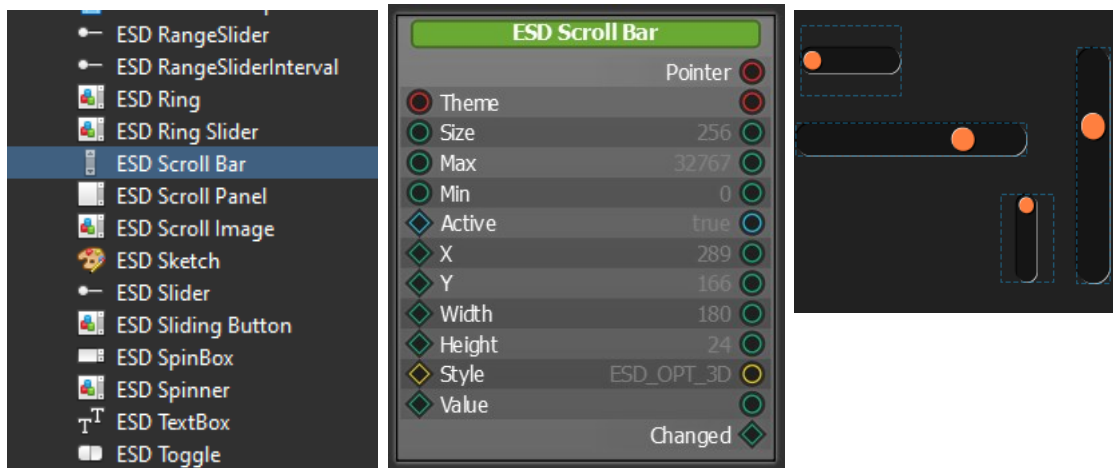 ESD RangeSlider
ESD RangeSliderInterval
ESD Ring
ESD Ring Slider
ESD Scroll Bar
ESD Scroll Panel
ESD Scroll Image
ESD Sketch
ESD Slider
ESD Sliding Button
ESD SpinBox
ESD Spinner
ESD TextBox
ESD Toggle
ESD Scroll Bar
Pointer
Theme
Size 256
Max 32767
Min 0
Active true
X 289
Y 166
Width 180
Height 24
Style ESD_OPT_3D
Value
Changed